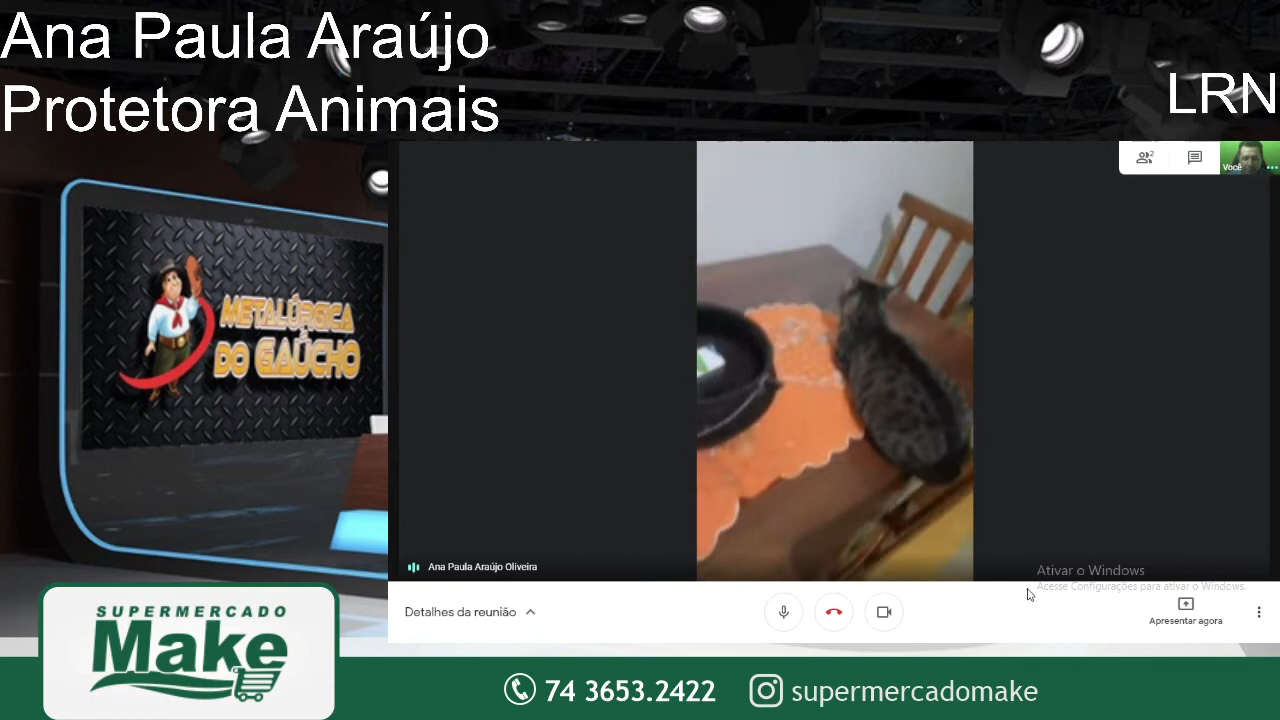 Ana Paula Araújo
Protetora Animais
LRN
2
Você
METALÚRGICA
DO GAÚCHO
Ana Paula Araújo Oliveira
Ativar o Windows
Acesse Configurações para ativar o Windows.
Detalhes da reunião
Apresentar agora
SUPERMERCADO
Make
74 3653.2422
supermercadomake